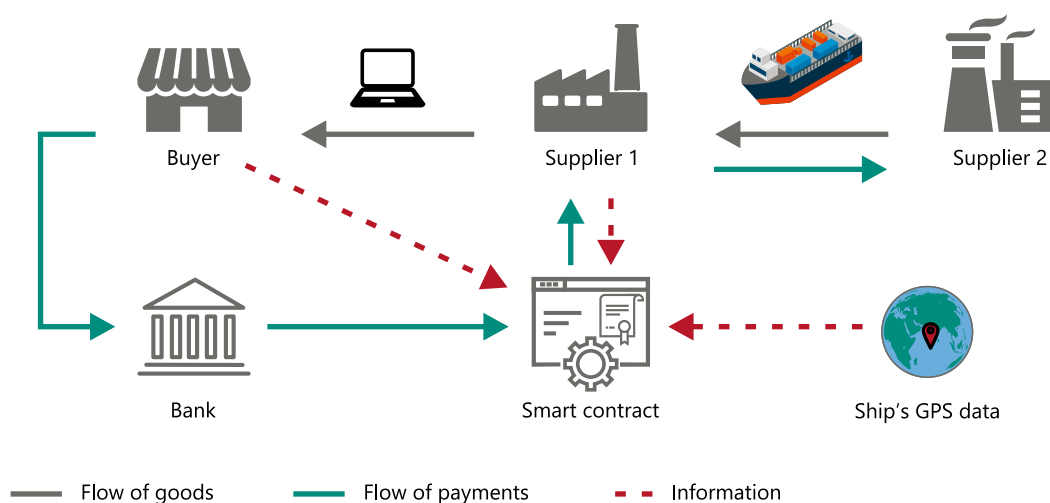 Buyer
Supplier 1
Supplier 2
Bank
Smart contract
Ship's GPS data
Flow of goods
Flow of payments
Information